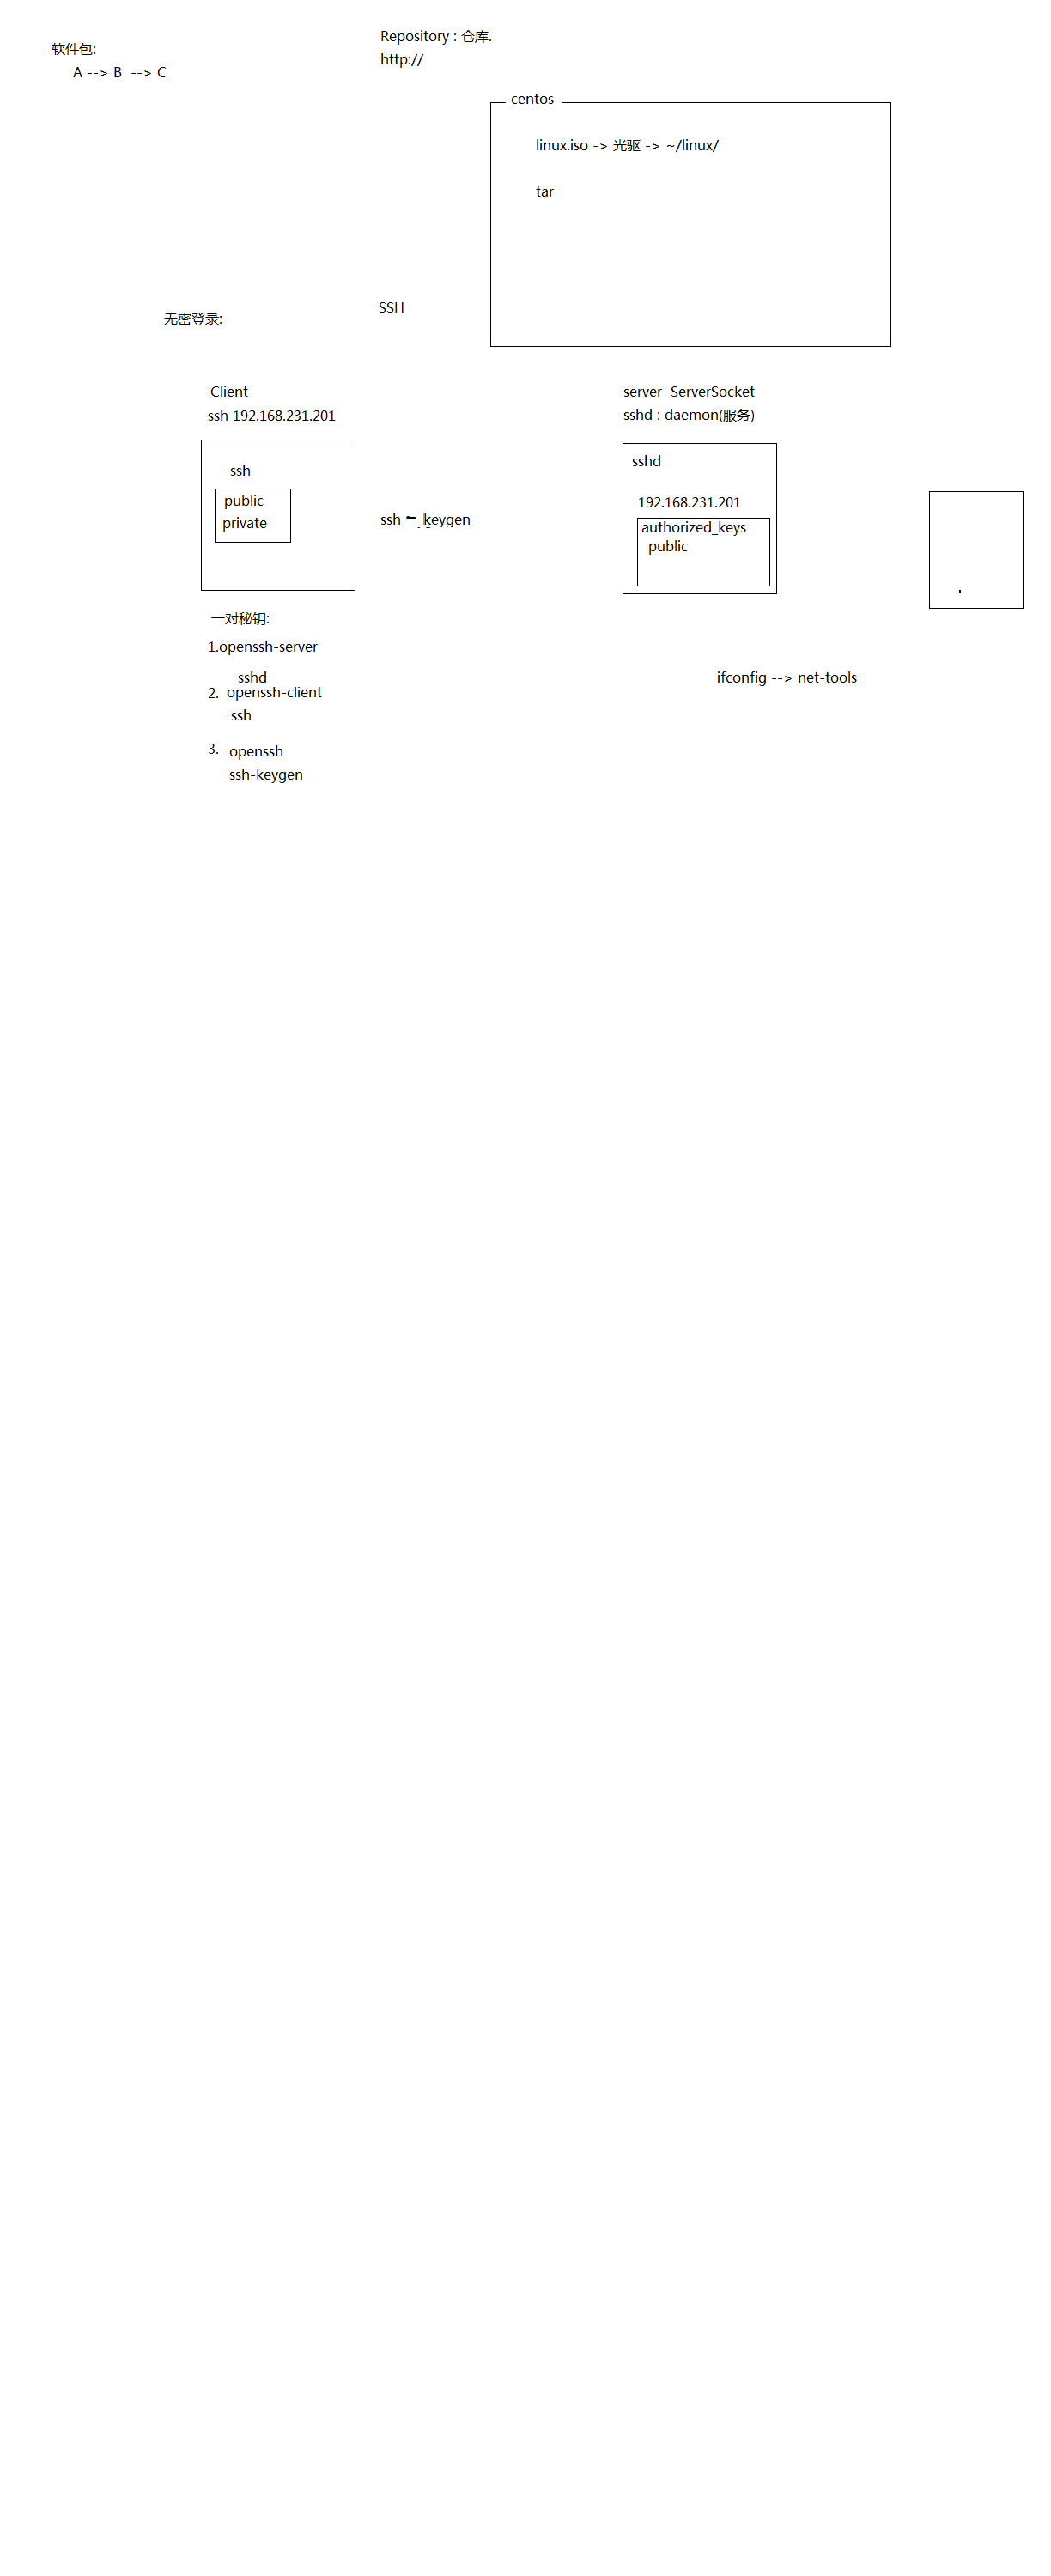 软件包:
A --> B  --> C
Repository : 仓库.
http://
centos
linux.iso -> 光驱 -> ~/linux/
tar
无密登录:
SSH
Client
ssh 192.168.231.201
ssh
public
private
ssh - keygen
server  ServerSocket
sshd : daemon(服务)
sshd
192.168.231.201
authorized_keys
public
一对秘钥:
1.openssh-server
sshd
2. openssh-client
ssh
3. openssh
ssh-keygen
ifconfig --> net-tools